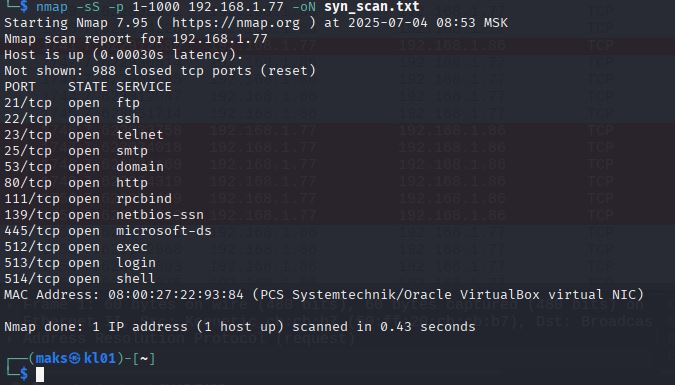 └─$ nmap -sS -p 1-1000 192.168.1.77 -oN syn_scan.txt
Starting Nmap 7.95 ( https://nmap.org ) at 2025-07-04 08:53 MSK
Nmap scan report for 192.168.1.77
Host is up (0.00030s latency).
Not shown: 988 closed tcp ports (reset)
PORT    STATE SERVICE
21/tcp  open  ftp
22/tcp  open  ssh
23/tcp  open  telnet
25/tcp  open  smtp
53/tcp  open  domain
80/tcp  open  http
111/tcp open  rpcbind
139/tcp open  netbios-ssn
445/tcp open  microsoft-ds
512/tcp open  exec
513/tcp open  login
514/tcp open  shell
MAC Address: 08:00:27:22:93:84 (PCS Systemtechnik/Oracle VirtualBox virtual NIC)
Nmap done: 1 IP address (1 host up) scanned in 0.43 seconds
┌──(maks㉿kl01)-[~]
└─$